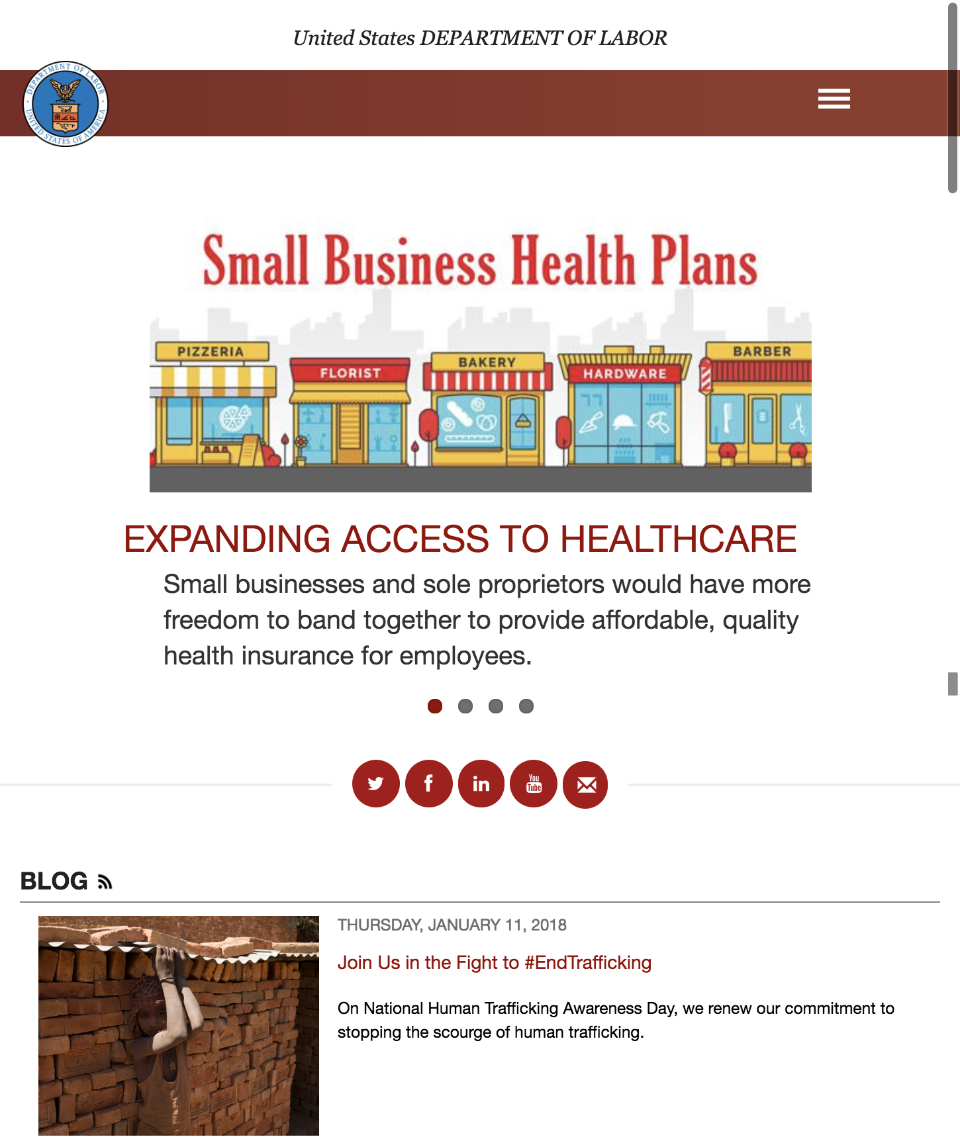 United States DEPARTMENT OF LABOR
DEPARTMENT OF LABOR
UNITED STATES OF AMERICA
Small Business Health Plans
PIZZERIA
FLORIST
BAKERY
HARDWARE
BARBER
EXPANDING ACCESS TO HEALTHCARE
Small businesses and sole proprietors would have more
freedom to band together to provide affordable, quality
health insurance for employees.
You
Tube
BLOG
THURSDAY, JANUARY 11, 2018
Join Us in the Fight to #EndTrafficking
On National Human Trafficking Awareness Day, we renew our commitment to
stopping the scourge of human trafficking.